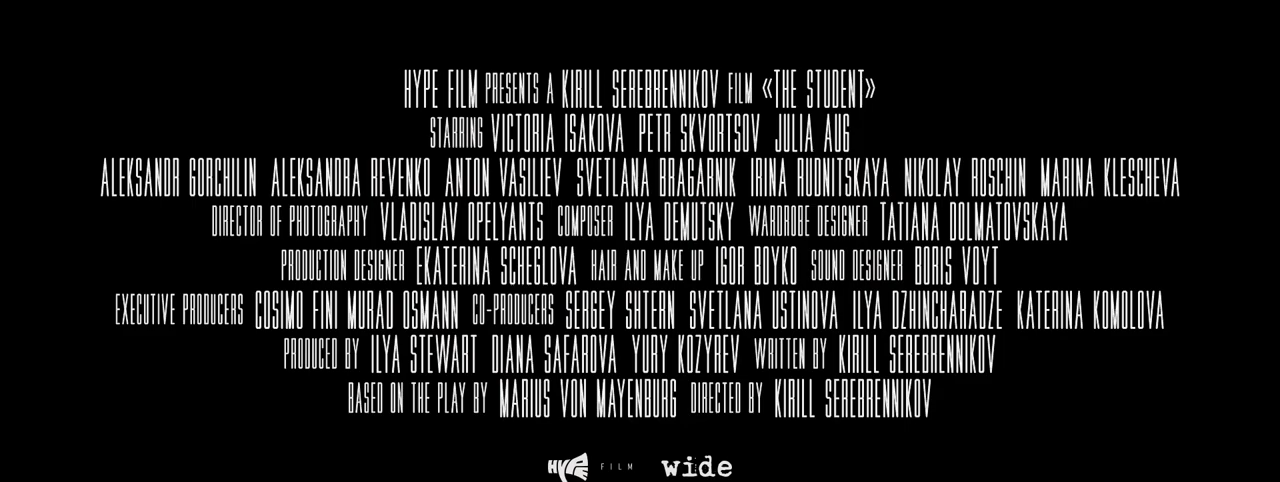 HYPE FILM PRESENTS A KIRILL SEREBRENNIKOV FILM «THE STUDENT»
STARRING VICTORIA ISAKOVA PETR SKVORTSOV JULIA AUG
ALEKSANDR GORCHILIN ALEKSANDRA REVENKO ANTON VASILIEV SVETLANA BRAGARNIK IRINA RUDNITSKAYA NIKOLAY ROSCHIN MARINA KLESCHEVA
DIRECTOR OF PHOTOGRAPHY VLADISLAV OPELYANTS COMPOSER ILYA DEMUTSKY WARDROBE DESIGNER TATIANA DOLMATOVSKAYA
PRODUCTION DESIGNER EKATERINA SCHEGLOVA HAIR AND MAKE UP IGOR BOYKO SOUND DESIGNER BORIS VOYT
EXECUTIVE PRODUCERS COSIMO FINI MURAD OSMANN CO-PRODUCERS SERGEY SHTERN SVETLANA USTINOVA ILYA DZHINCHARADZE KATERINA KOMOLOVA
PRODUCED BY ILYA STEWART DIANA SAFAROVA YURY KOZYREV WRITTEN BY KIRILL SEREBRENNIKOV
BASED ON THE PLAY BY MARIUS VON MAYENBURG DIRECTED BY KIRILL SEREBRENNIKOV
HYPE FILM wide